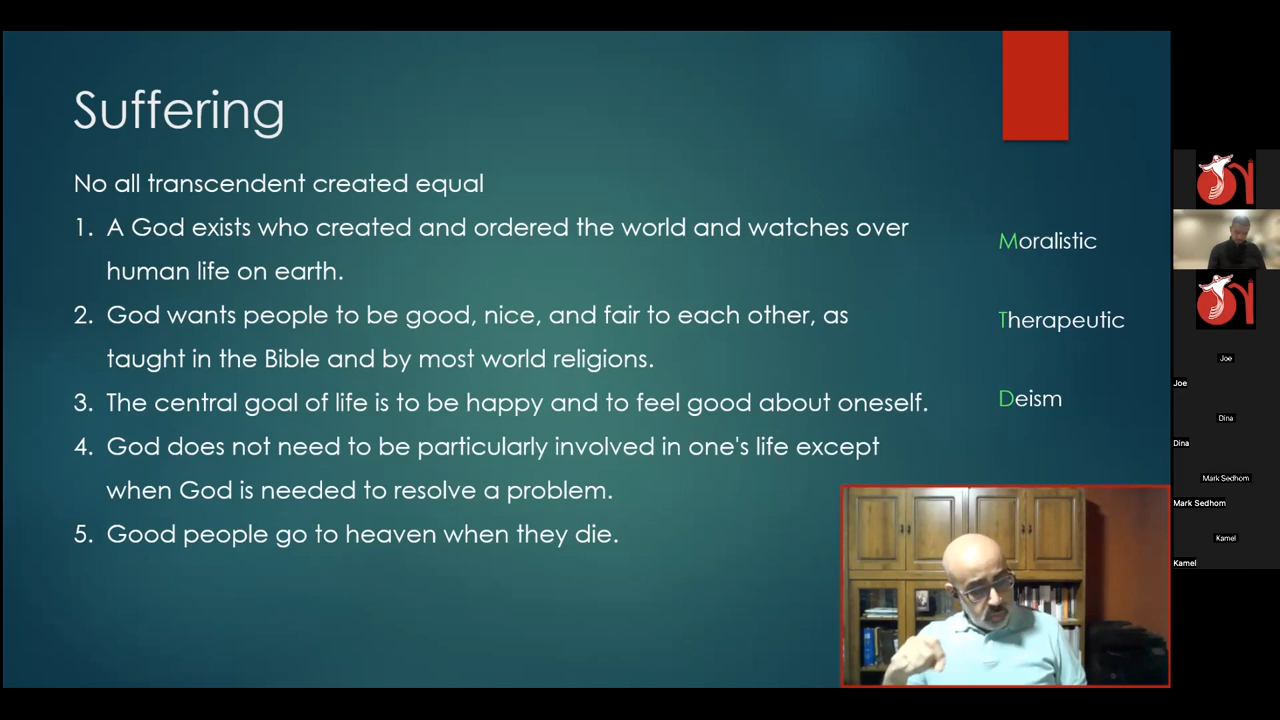 Suffering
No all transcendent created equal
1. A God exists who created and ordered the world and watches over
human life on earth.
2. God wants people to be good, nice, and fair to each other, as
taught in the Bible and by most world religions.
3. The central goal of life is to be happy and to feel good about oneself.
4. God does not need to be particularly involved in one's life except
when God is needed to resolve a problem.
5. Good people go to heaven when they die.
Moralistic
Therapeutic
Deism
Joe
Joe
Dina
Dina
Mark Sedhom
Mark Sedhom
Kamel
Kamel